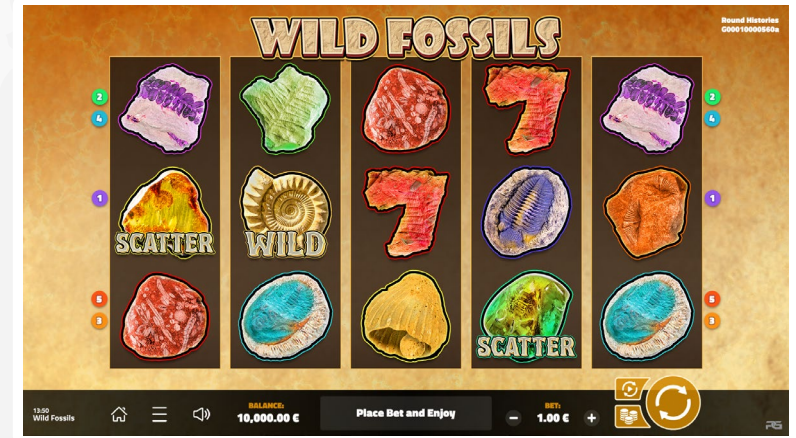 WILD FOSSILS
Round Histories
G00010000560a
2
2
4
4
1
SCATTER
WILD
1
5
5
3
3
SCATTER
13:50
Wild Fossils
BALANCE:
10,000.00 €
Place Bet and Enjoy
BET:
1.00 €